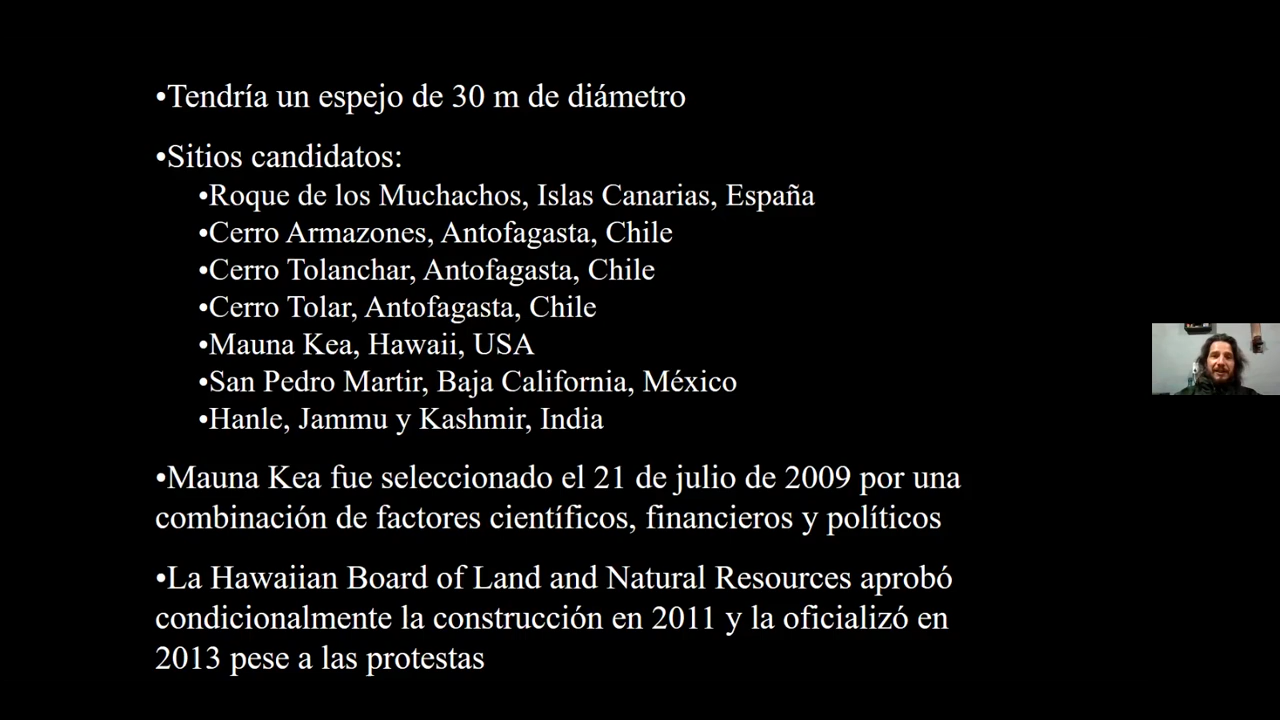 •Tendría un espejo de 30 m de diámetro
•Sitios candidatos:
•Roque de los Muchachos, Islas Canarias, España
•Cerro Armazones, Antofagasta, Chile
•Cerro Tolanchar, Antofagasta, Chile
•Cerro Tolar, Antofagasta, Chile
•Mauna Kea, Hawaii, USA
•San Pedro Martir, Baja California, México
•Hanle, Jammu y Kashmir, India
•Mauna Kea fue seleccionado el 21 de julio de 2009 por una
combinación de factores científicos, financieros y políticos
•La Hawaiian Board of Land and Natural Resources aprobó
condicionalmente la construcción en 2011 y la oficializó en
2013 pese a las protestas